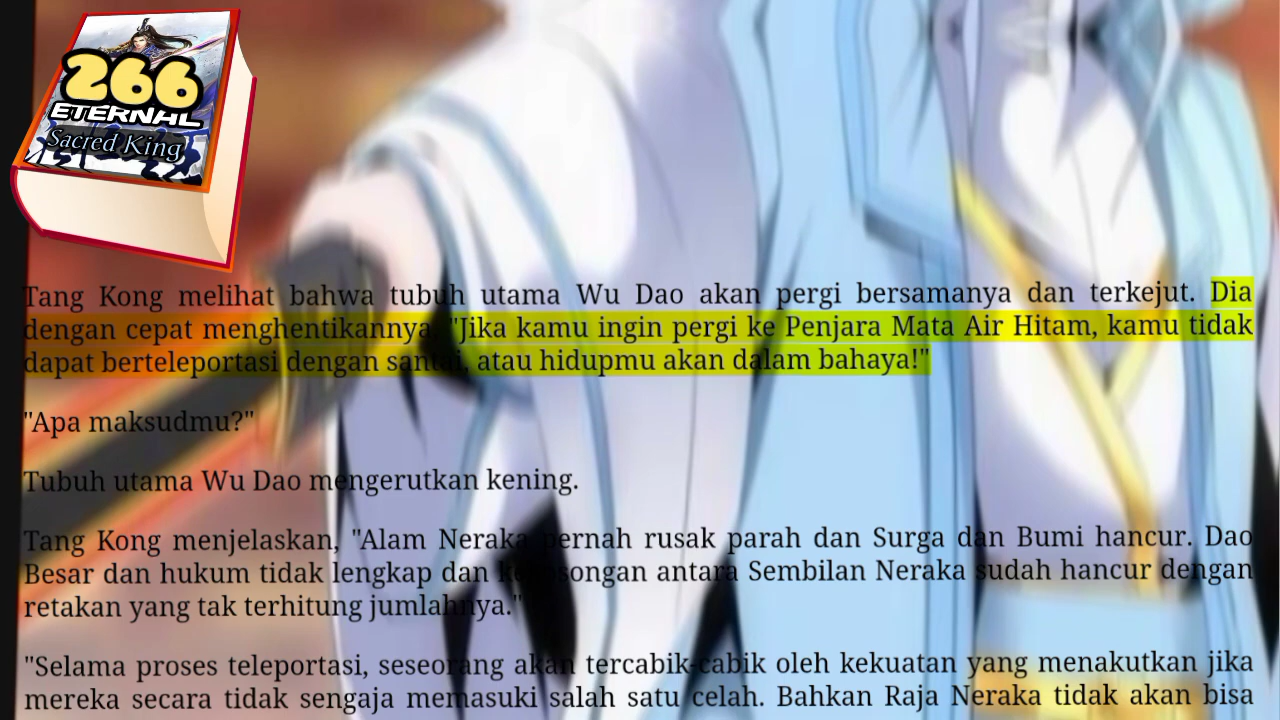 266
ETERNAL
Sacred King
Tang Kong melihat bahwa tubuh utama Wu Dao akan pergi bersamanya dan terkejut. Dia
dengan cepat menghentikannya. "Jika kamu ingin pergi ke Penjara Mata Air Hitam, kamu tidak
dapat berteleportasi dengan santai, atau hidupmu akan dalam bahaya!"
"Apa maksudmu?"
Tubuh utama Wu Dao mengerutkan kening.
Tang Kong menjelaskan, "Alam Neraka pernah rusak parah dan Surga dan Bumi hancur. Dao
Besar dan hukum tidak lengkap dan kekosongan antara Sembilan Neraka sudah hancur dengan
retakan yang tak terhitung jumlahnya."
"Selama proses teleportasi, seseorang akan tercabik-cabik oleh kekuatan yang menakutkan jika
mereka secara tidak sengaja memasuki salah satu celah. Bahkan Raja Neraka tidak akan bisa